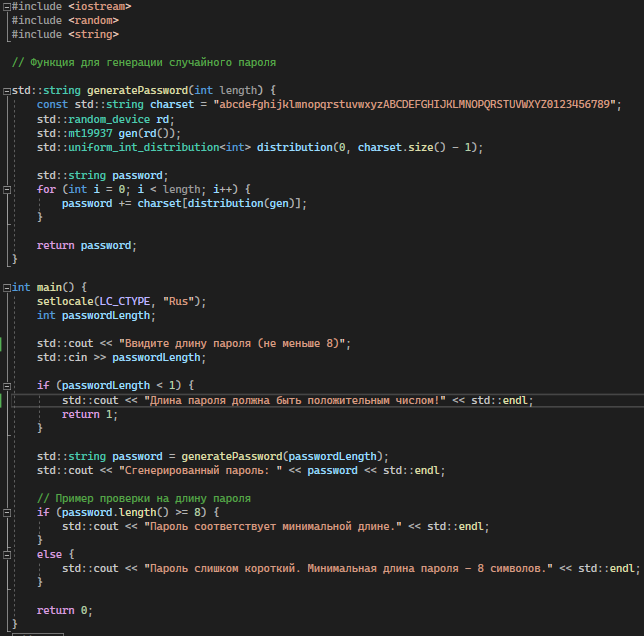 #include <iostream>
#include <random>
#include <string>
// Функция для генерации случайного пароля
std::string generatePassword(int length) {
const std::string charset = "abcdefghijklmnopqrstuvwxyzABCDEFGHIJKLMNOPQRSTUVWXYZ0123456789";
std::random_device rd;
std::mt19937 gen(rd());
std::uniform_int_distribution<int> distribution(0, charset.size() - 1);
std::string password;
for (int i = 0; i < length; i++) {
password += charset[distribution(gen)];
}
return password;
}
int main() {
setlocale(LC_CTYPE, "Rus");
int passwordLength;
std::cout << "Ввидите длину пароля (не меньше 8)";
std::cin >> passwordLength;
if (passwordLength < 1) {
std::cout << "Длина пароля должна быть положительным числом!" << std::endl;
return 1;
}
std::string password = generatePassword(passwordLength);
std::cout << "Сгенерированный пароль: " << password << std::endl;
// Пример проверки на длину пароля
if (password.length() >= 8) {
std::cout << "Пароль соответствует минимальной длине." << std::endl;
}
else {
std::cout << "Пароль слишком короткий. Минимальная длина пароля - 8 символов." << std::endl;
}
return 0;
}